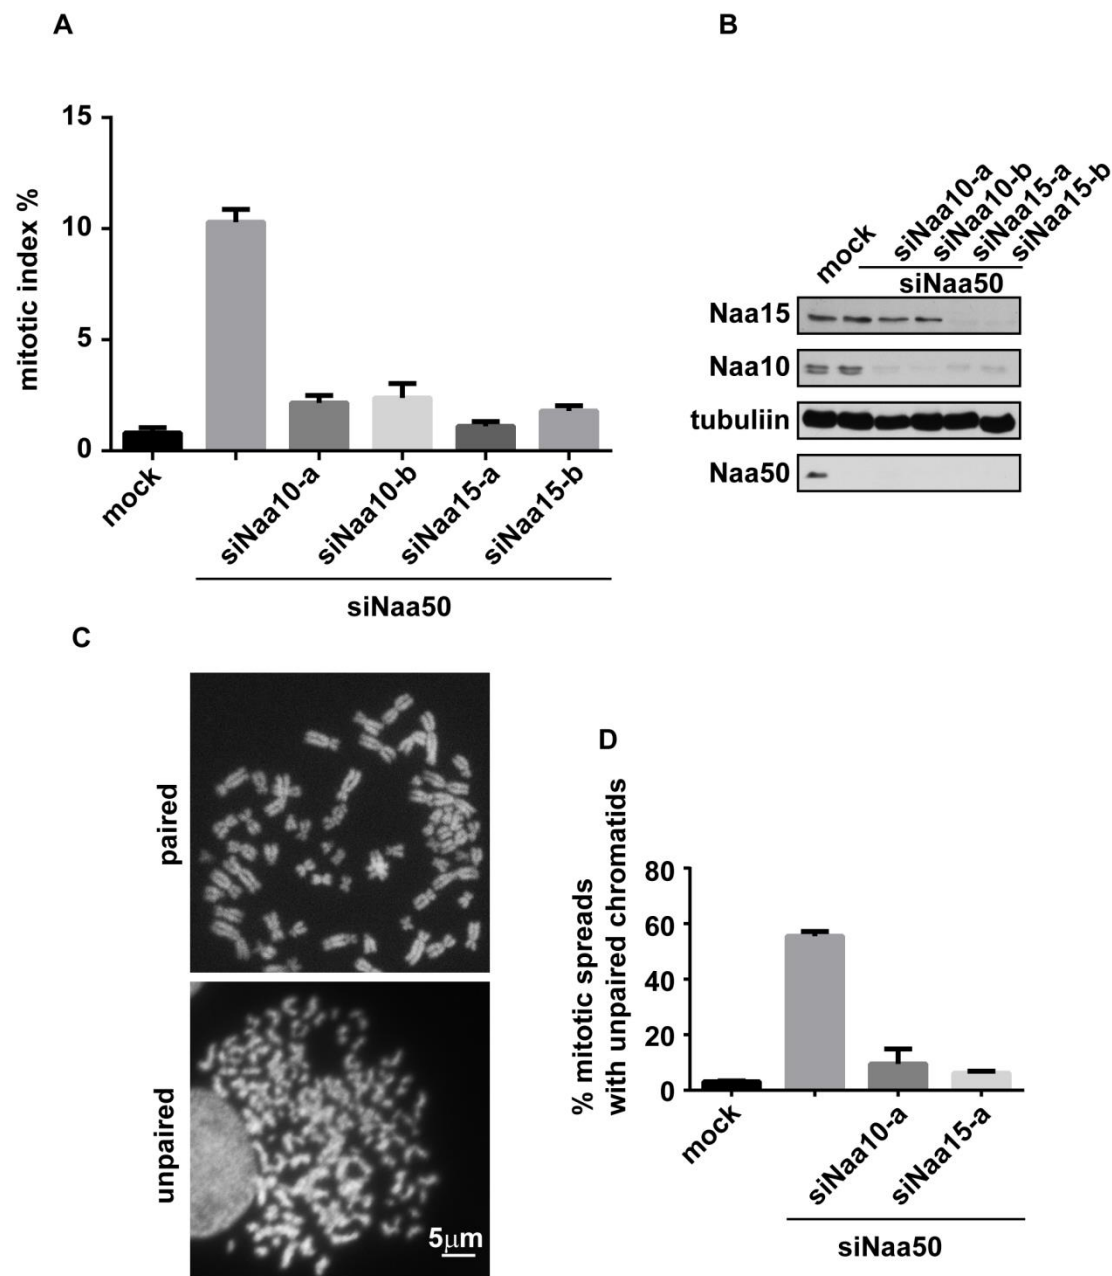 A
15
10
5
0
mitotic index %
mock
siNaa10-a
siNaa10-b
siNaa15-a
siNaa15-b
siNaa50
B
mock
siNaa10-a
siNaa10-b
siNaa15-a
siNaa15-b
siNaa50
Naa15
Naa10
tubuliin
Naa50
C
paired
unpaired
5μm
D
% mitotic spreads
with unpaired chromatids
80
60
40
20
0
mock
siNaa10-a
siNaa15-a
siNaa50